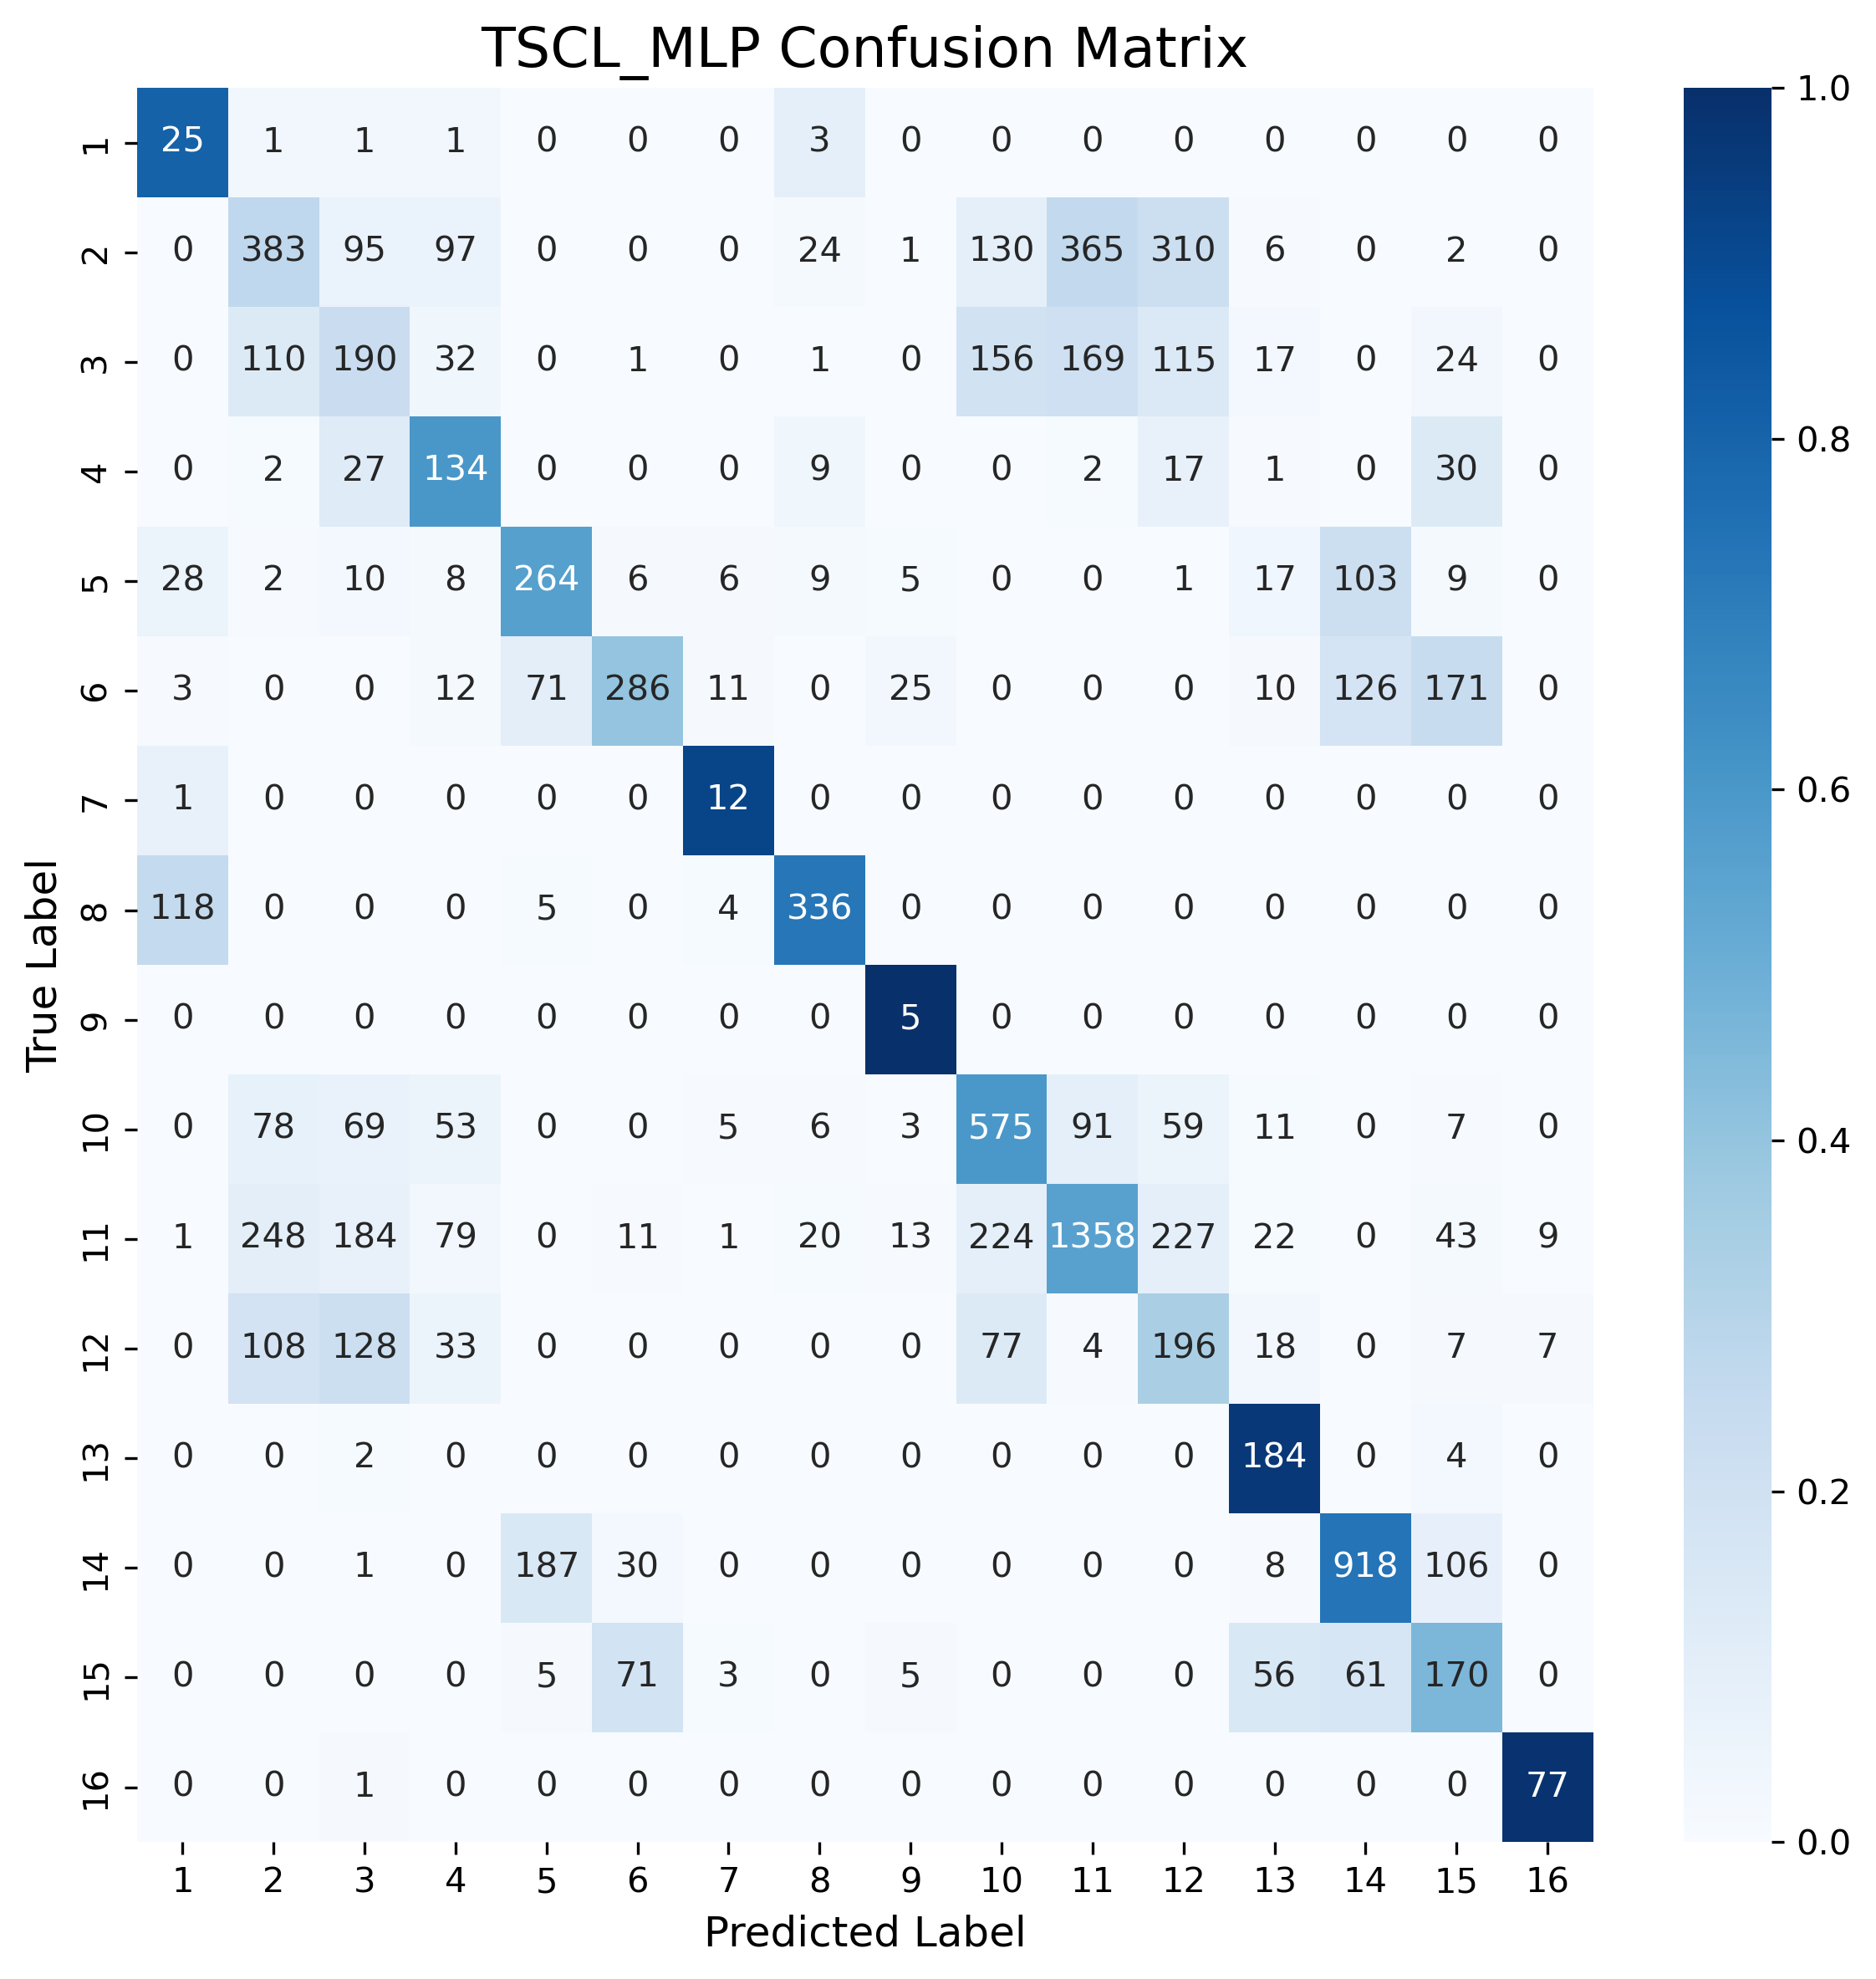 TSCL_MLP Confusion Matrix
1 25 1 1 1 0 0 0 3 0 0 0 0 0 0 0 0
2 0 383 95 97 0 0 0 24 1 130 365 310 6 0 2 0
3 0 110 190 32 0 1 0 1 0 156 169 115 17 0 24 0
4 0 2 27 134 0 0 0 9 0 0 2 17 1 0 30 0
5 28 2 10 8 264 6 6 9 5 0 0 1 17 103 9 0
6 3 0 0 12 71 286 11 0 25 0 0 0 10 126 171 0
7 1 0 0 0 0 0 12 0 0 0 0 0 0 0 0 0
8 118 0 0 0 5 0 4 336 0 0 0 0 0 0 0 0
9 0 0 0 0 0 0 0 0 5 0 0 0 0 0 0 0
10 0 78 69 53 0 0 5 6 3 575 91 59 11 0 7 0
11 1 248 184 79 0 11 1 20 13 224 1358 227 22 0 43 9
12 0 108 128 33 0 0 0 0 0 77 4 196 18 0 7 7
13 0 0 2 0 0 0 0 0 0 0 0 0 184 0 4 0
14 0 0 1 0 187 30 0 0 0 0 0 0 8 918 106 0
15 0 0 0 0 5 71 3 0 5 0 0 0 56 61 170 0
16 0 0 1 0 0 0 0 0 0 0 0 0 0 0 0 77
1 2 3 4 5 6 7 8 9 10 11 12 13 14 15 16
Predicted Label
True Label
1.0
0.8
0.6
0.4
0.2
0.0